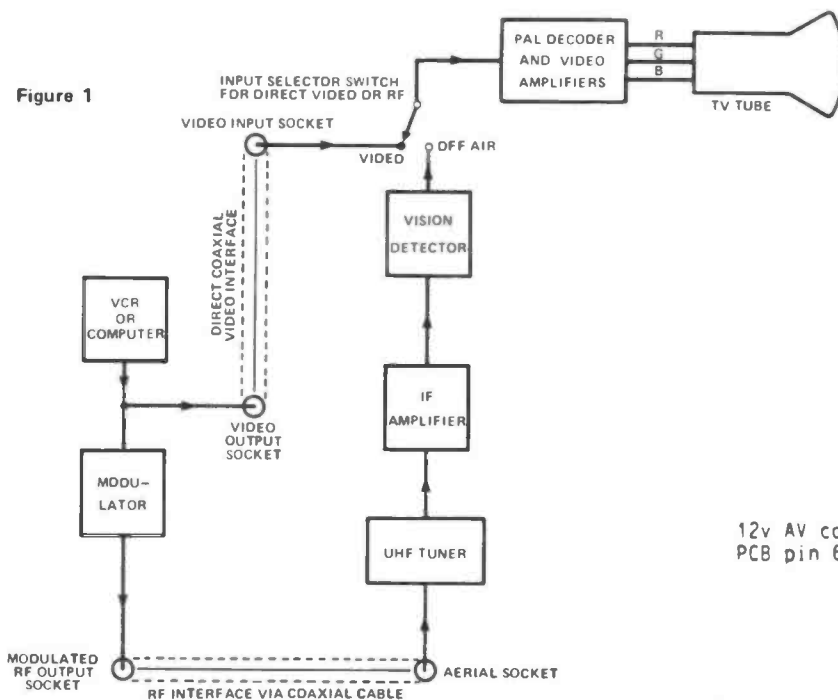 Figure 1
INPUT SELECTOR SWITCH
FOR DIRECT VIDEO OR RF
PAL DECODER
AND VIDEO
AMPLIFIERS
R
G
B
TV TUBE
VIDEO INPUT SOCKET
VIDEO
OFF AIR
DIRECT COAXIAL
VIDEO INTERFACE
VISION
DETECTOR
VCR
OR
COMPUTER
IF
AMPLIFIER
VIDEO
OUTPUT
SOCKET
MODU-
LATOR
UHF TUNER
12v AV co
PCB pin 6
MODULATED
RF OUTPUT
SOCKET
AERIAL SOCKET
RF INTERFACE VIA COAXIAL CABLE